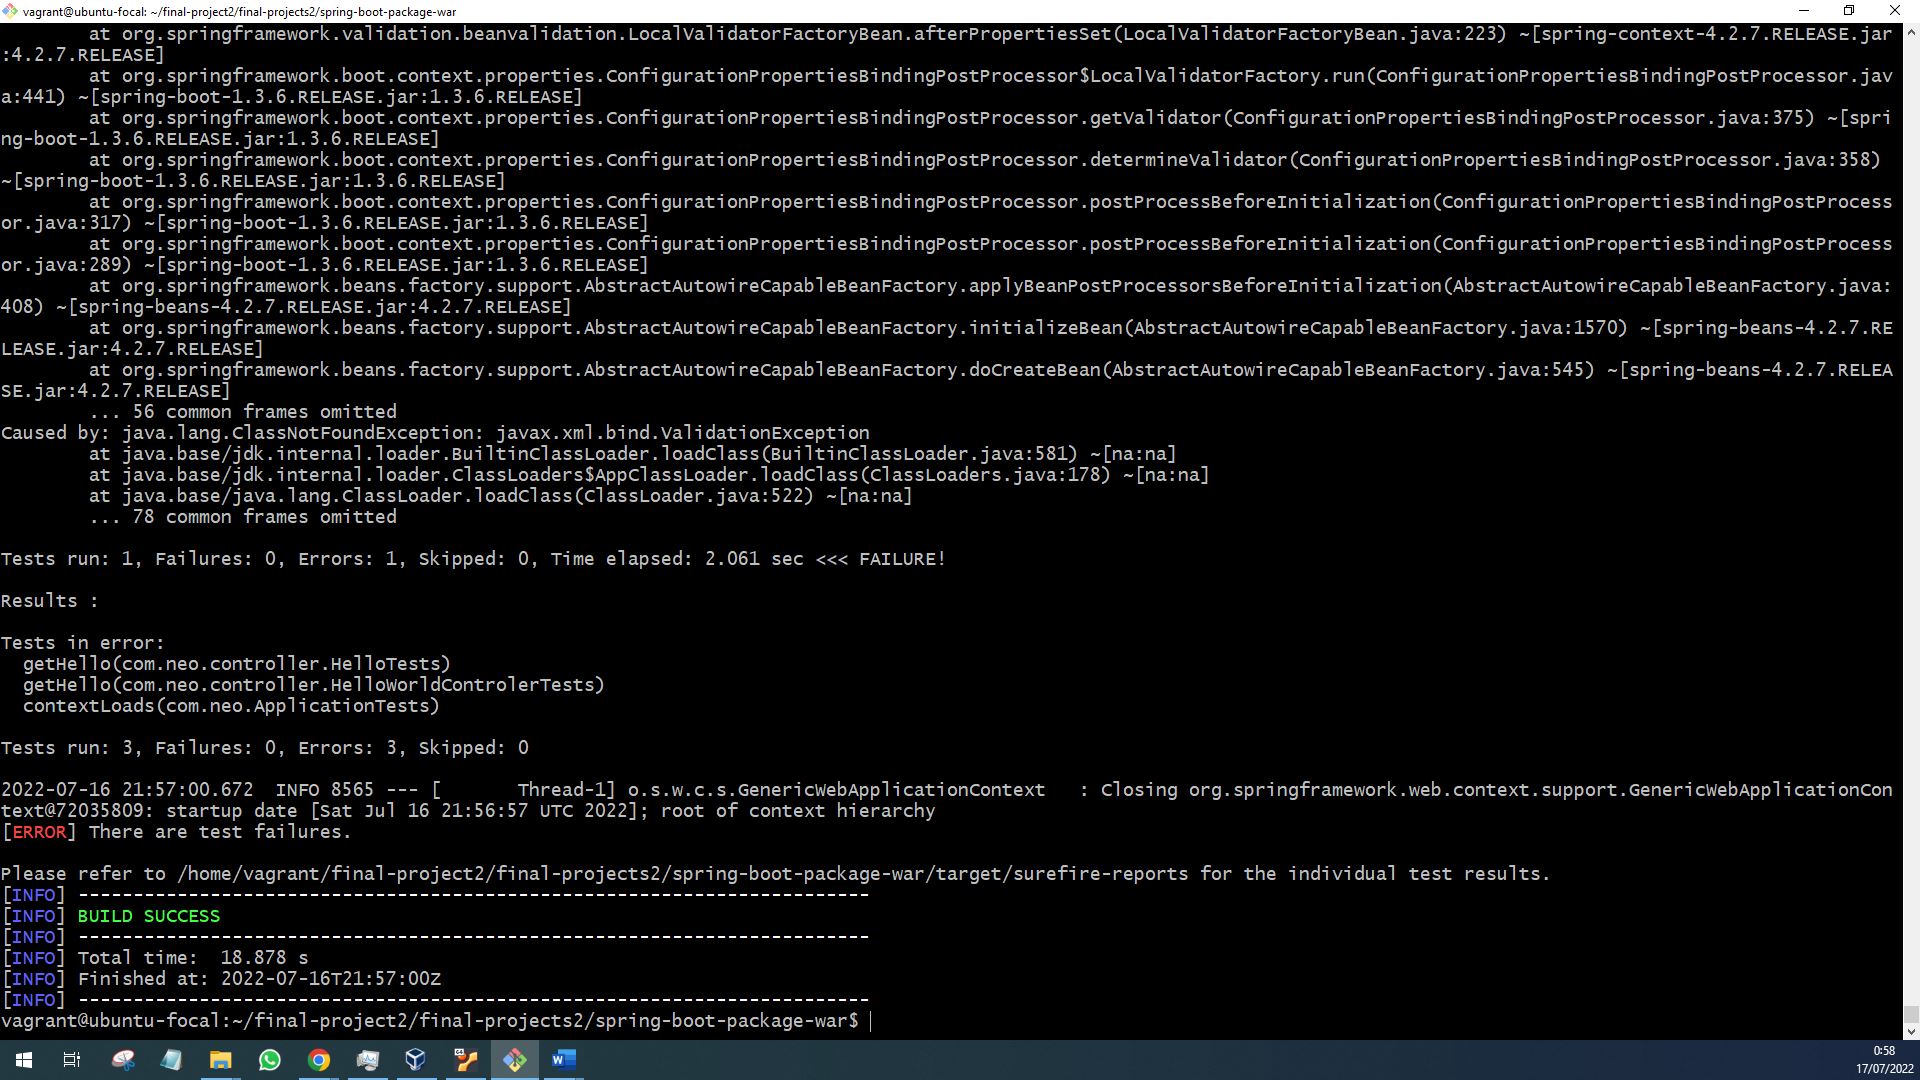 vagrant@ubuntu-focal: ~/final-project2/final-projects2/spring-boot-package-war
at org.springframework.validation.beanvalidation.LocalValidatorFactoryBean.afterPropertiesSet(LocalValidatorFactoryBean.java:223) ~[spring-context-4.2.7.RELEASE.jar
:4.2.7.RELEASE]
at org.springframework.boot.context.properties.ConfigurationPropertiesBindingPostProcessor$LocalValidatorFactory.run(ConfigurationPropertiesBindingPostProcessor.jav
a:441) ~[spring-boot-1.3.6.RELEASE.jar:1.3.6.RELEASE]
at org.springframework.boot.context.properties.ConfigurationPropertiesBindingPostProcessor.getValidator(ConfigurationPropertiesBindingPostProcessor.java:375) ~[spri
ng-boot-1.3.6.RELEASE.jar:1.3.6.RELEASE]
at org.springframework.boot.context.properties.ConfigurationPropertiesBindingPostProcessor.determineValidator(ConfigurationPropertiesBindingPostProcessor.java:358)
~[spring-boot-1.3.6.RELEASE.jar:1.3.6.RELEASE]
at org.springframework.boot.context.properties.ConfigurationPropertiesBindingPostProcessor.postProcessBeforeInitialization(ConfigurationPropertiesBindingPostProcess
or.java:317) ~[spring-boot-1.3.6.RELEASE.jar:1.3.6.RELEASE]
at org.springframework.boot.context.properties.ConfigurationPropertiesBindingPostProcessor.postProcessBeforeInitialization(ConfigurationPropertiesBindingPostProcess
or.java:289) ~[spring-boot-1.3.6.RELEASE.jar:1.3.6.RELEASE]
at org.springframework.beans.factory.support.AbstractAutowireCapableBeanFactory.applyBeanPostProcessorsBeforeInitialization(AbstractAutowireCapableBeanFactory.java:
408) ~[spring-beans-4.2.7.RELEASE.jar:4.2.7.RELEASE]
at org.springframework.beans.factory.support.AbstractAutowireCapableBeanFactory.initializeBean(AbstractAutowireCapableBeanFactory.java:1570) ~[spring-beans-4.2.7.RE
LEASE.jar:4.2.7.RELEASE]
at org.springframework.beans.factory.support.AbstractAutowireCapableBeanFactory.doCreateBean(AbstractAutowireCapableBeanFactory.java:545) ~[spring-beans-4.2.7.RELEA
SE.jar:4.2.7.RELEASE]
... 56 common frames omitted
Caused by: java.lang.ClassNotFoundException: javax.xml.bind.ValidationException
at java.base/jdk.internal.loader.BuiltinClassLoader.loadClass(BuiltinClassLoader.java:581) ~[na:na]
at java.base/jdk.internal.loader.ClassLoaders$AppClassLoader.loadClass(ClassLoaders.java:178) ~[na:na]
at java.base/java.lang.ClassLoader.loadClass(ClassLoader.java:522) ~[na:na]
... 78 common frames omitted
Tests run: 1, Failures: 0, Errors: 1, Skipped: 0, Time elapsed: 2.061 sec <<< FAILURE!
Results :
Tests in error:
getHello(com.neo.controller.HelloTests)
getHello(com.neo.controller.HelloWorldControlerTests)
contextLoads(com.neo.ApplicationTests)
Tests run: 3, Failures: 0, Errors: 3, Skipped: 0
2022-07-16 21:57:00.672  INFO 8565 --- [       Thread-1] o.s.w.c.s.GenericWebApplicationContext   : Closing org.springframework.web.context.support.GenericWebApplicationCon
text@72035809: startup date [Sat Jul 16 21:56:57 UTC 2022]; root of context hierarchy
[ERROR] There are test failures.
Please refer to /home/vagrant/final-project2/final-projects2/spring-boot-package-war/target/surefire-reports for the individual test results.
[INFO] ------------------------------------------------------------------------
[INFO] BUILD SUCCESS
[INFO] ------------------------------------------------------------------------
[INFO] Total time:  18.878 s
[INFO] Finished at: 2022-07-16T21:57:00Z
[INFO] ------------------------------------------------------------------------
vagrant@ubuntu-focal:~/final-project2/final-projects2/spring-boot-package-war$
0:58
17/07/2022